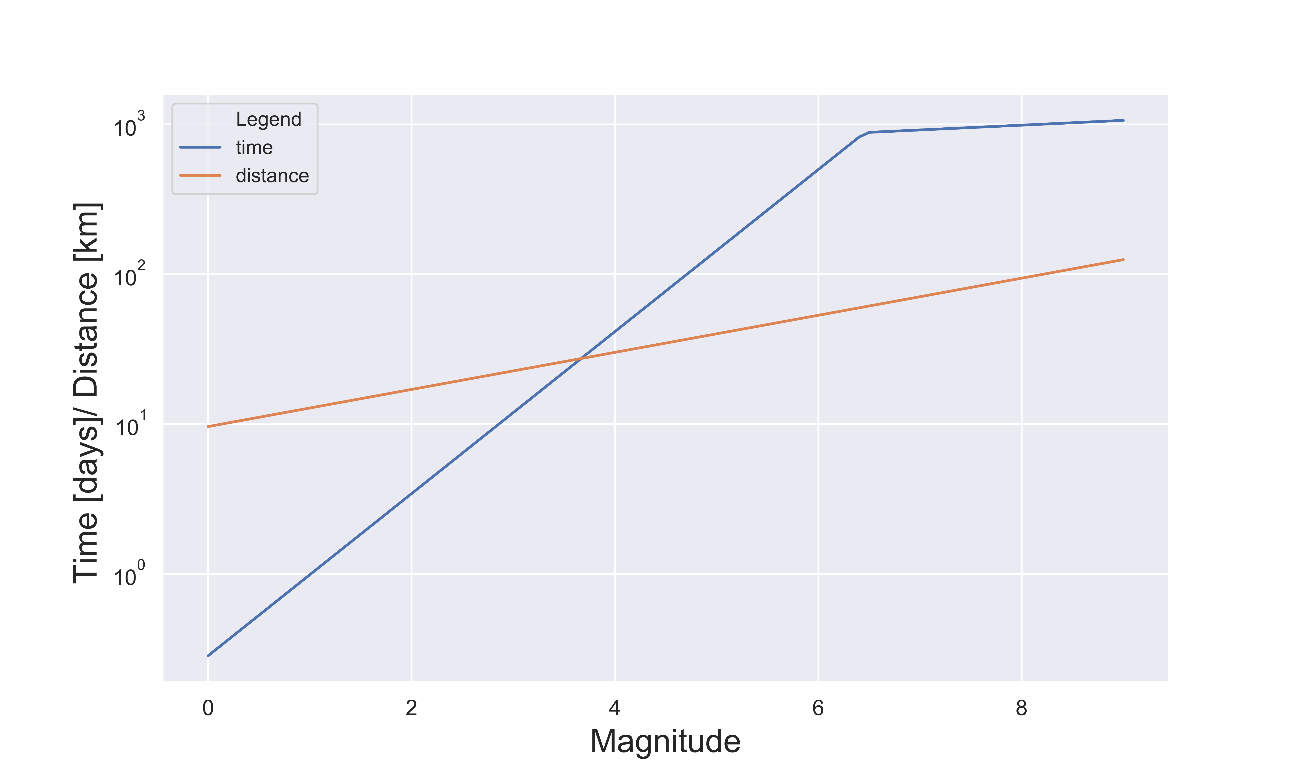 Legend
time
distance
10³
10²
10¹
10⁰
Time [days]/ Distance [km]
0 2 4 6 8
Magnitude